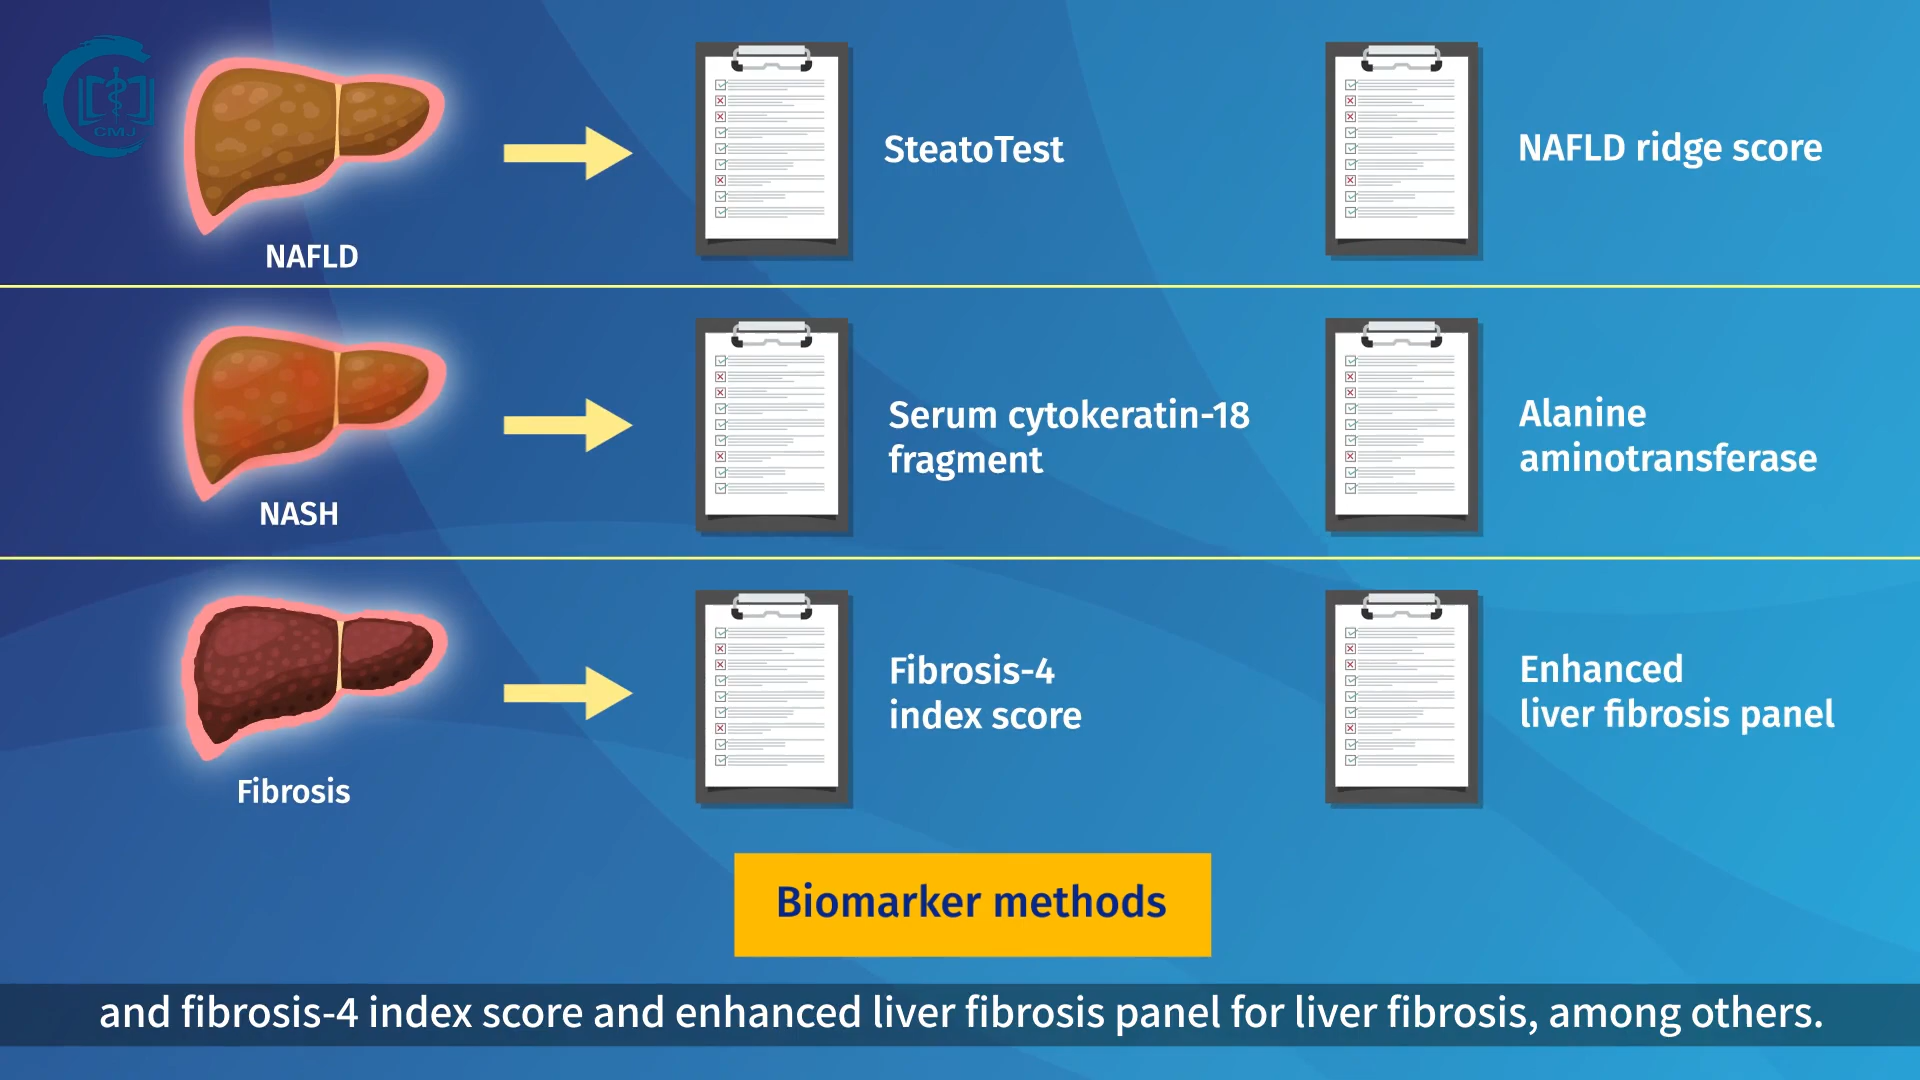 CMJ
SteatoTest
NAFLD ridge score
NAFLD
Serum cytokeratin-18
fragment
Alanine
aminotransferase
NASH
Fibrosis-4
index score
Enhanced
liver fibrosis panel
Fibrosis
Biomarker methods
and fibrosis-4 index score and enhanced liver fibrosis panel for liver fibrosis, among others.